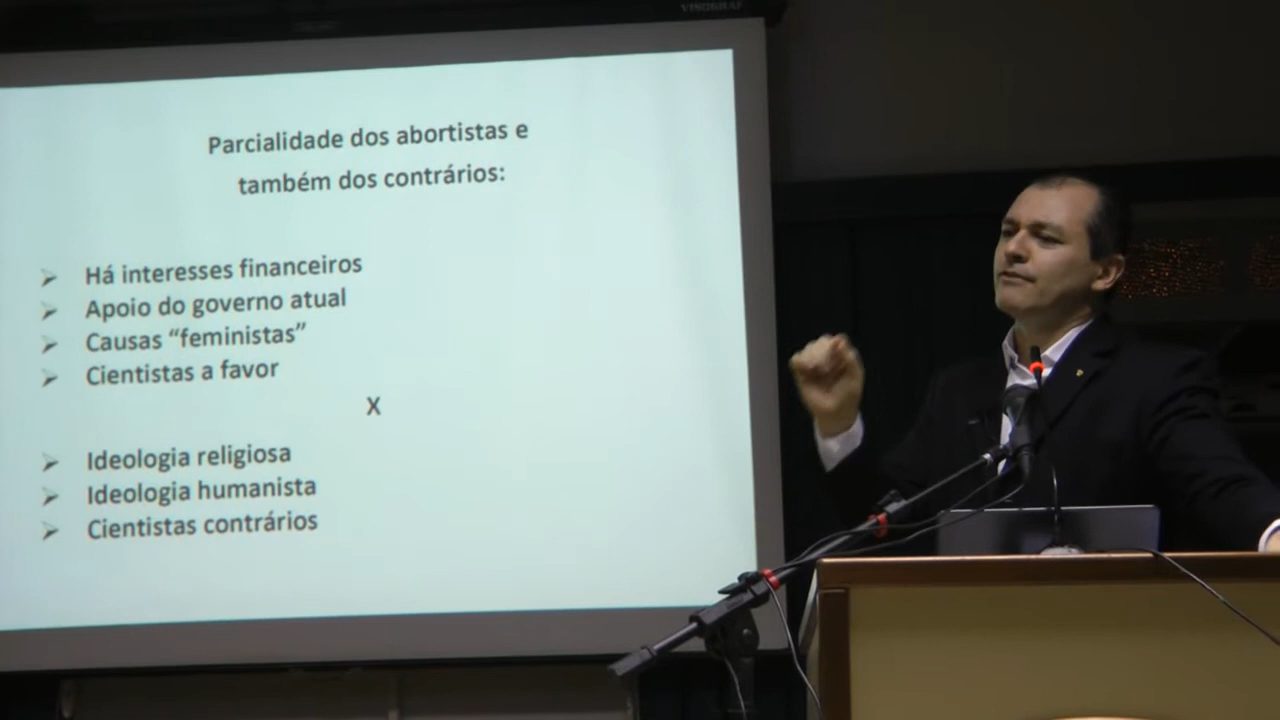 VISOGRAF
Parcialidade dos abortistas e
também dos contrários:
Há interesses financeiros
Apoio do governo atual
Causas “feministas”
Cientistas a favor
X
Ideologia religiosa
Ideologia humanista
Cientistas contrários